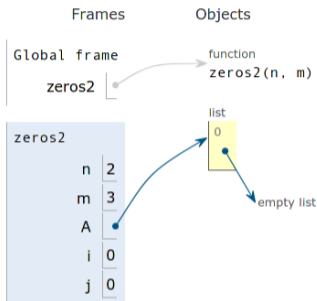 Frames Objects
Global frame
function
zeros2(n, m)
zeros2
list
0
zeros2
n 2
m 3
A
empty list
i 0
j 0